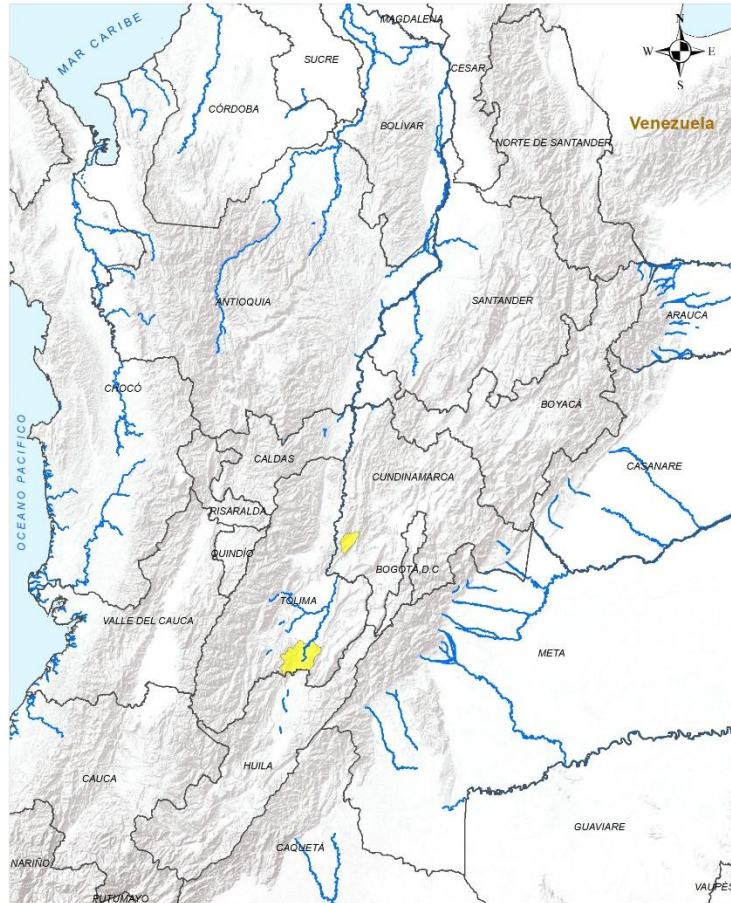 MAGDALENA
N
MAR CARIBE
W
E
SUCRE
CESAR
S
CÓRDOBA
BOLÍVAR
Venezuela
NORTE DE SANTANDER
ANTIOQUIA
SANTANDER
ARAUCA
CHOCÓ
BOYACÁ
CALDAS
CASANARE
CUNDINAMARCA
OCEANO PACIFICO
RISARALDA
QUINDÍO
BOGOTÁ, D.C
TOLIMA
VALLE DEL CAUCA
META
HUILA
CAUCA
GUAVIARE
CAQUETÁ
NARIÑO
VAUPÉS
PUTUMAYO